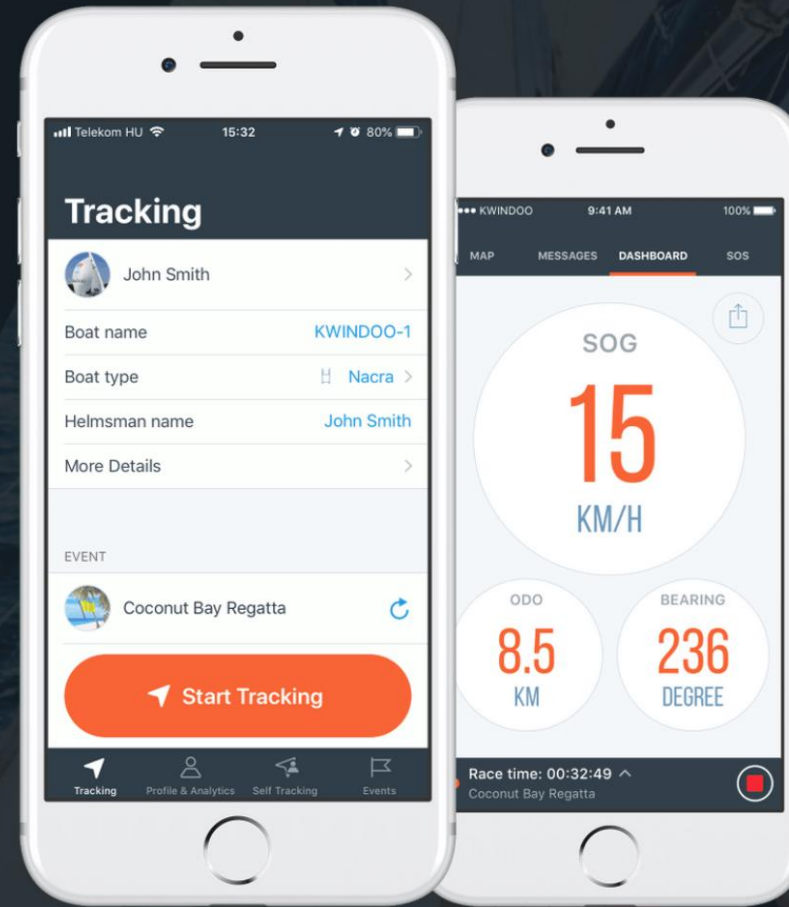 Telekom HU 15:32 80%
Tracking
John Smith
Boat name KWINDOO-1
Boat type Nacra
Helmsman name John Smith
More Details
EVENT
Coconut Bay Regatta
Start Tracking
Tracking Profile & Analytics Self Tracking Events
KWINDOO 9:41 AM 100%
MAP MESSAGES DASHBOARD SOS
SOG
15
KM/H
ODO
8.5
KM
BEARING
236
DEGREE
Race time: 00:32:49
Coconut Bay Regatta